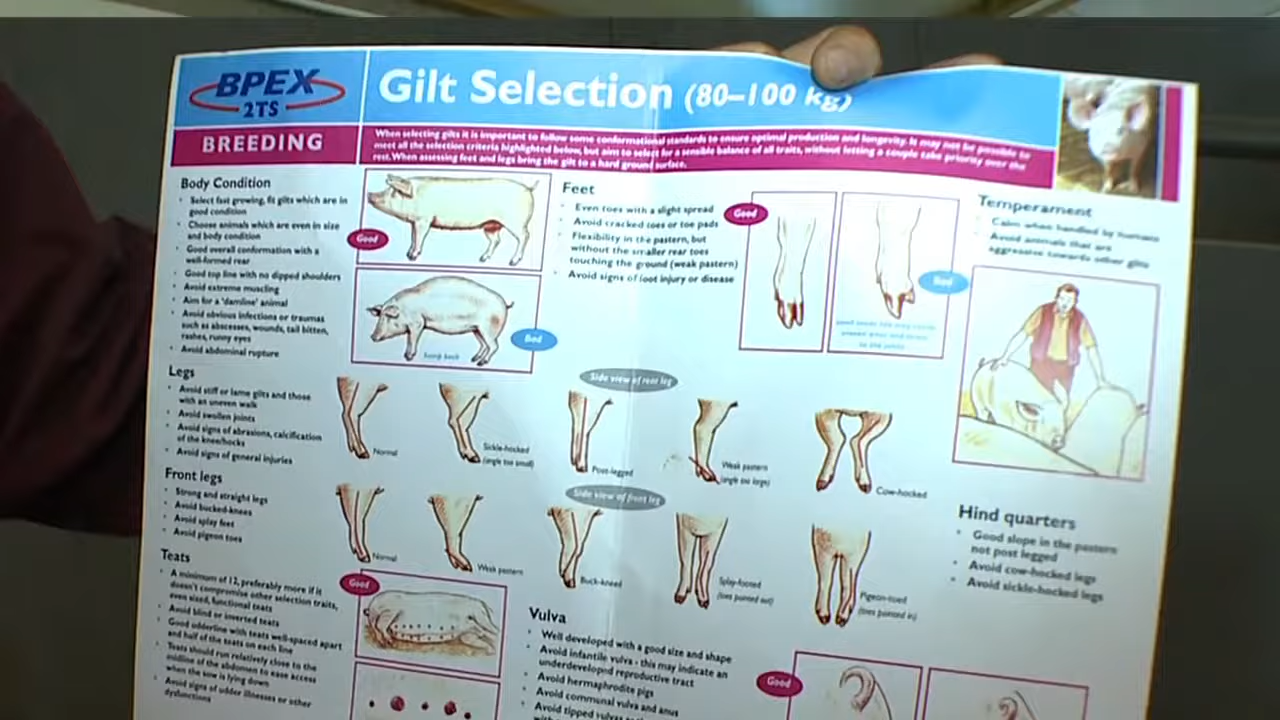 BPEX
2TS
Gilt Selection (80–100 kg)
BREEDING
When selecting gilts it is important to follow some conformational standards to ensure optimal production and longevity. It may not be possible to
meet all the selection criteria highlighted below, but aim to select for a sensible balance of all traits, without letting a couple take priority over the
rest. When assessing feet and legs bring the gilt to a hard ground surface.
Body Condition
Select fast growing, fit gilts which are in
good condition
Choose animals which are even in size
and body condition
Good overall conformation with a
well-formed rear
Good top line with no dipped shoulders
Avoid extreme muscling
Aim for a 'damline' animal
Avoid obvious infections or traumas
such as abscesses, wounds, tail bitten,
rashes, runny eyes
Avoid abdominal rupture
Good
Bad
Feet
Even toes with a slight spread
Avoid cracked toes or toe pads
Flexibility in the pastern, but
without the smaller rear toes
touching the ground (weak pastern)
Avoid signs of foot injury or disease
Good
Bad
Temperament
Calm when handled by humans
Avoid animals that are
aggressive towards other gilts
Legs
Avoid stiff or lame gilts and those
with an uneven walk
Avoid swollen joints
Avoid signs of abrasions, calcification
of the knee/hocks
Avoid signs of general injuries
Side view of rear leg
Normal
Sickle-hocked
(angle too small)
Post-legged
Weak pastern
(angle too large)
Cow-hocked
Front legs
Strong and straight legs
Avoid bucked-knees
Avoid splay feet
Avoid pigeon toes
Side view of front leg
Normal
Weak pastern
Buck-kneed
Splay-footed
(toes pointed out)
Pigeon-toed
(toes pointed in)
Hind quarters
Good slope in the pastern
not post legged
Avoid cow-hocked legs
Avoid sickle-hocked legs
Teats
A minimum of 12, preferably more if it
doesn't compromise other selection traits,
even sized, functional teats
Avoid blind or inverted teats
Good udderline with teats well-spaced apart
and half of the teats on each line
Teats should run relatively close to the
midline of the abdomen to ease access
when the sow is lying down
Avoid signs of udder illnesses or other
dysfunctions
Good
Vulva
Well developed with a good size and shape
Avoid infantile vulva - this may indicate an
underdeveloped reproductive tract
Avoid hermaphrodite pigs
Avoid communal vulva and anus
Avoid tipped vulvas
Good